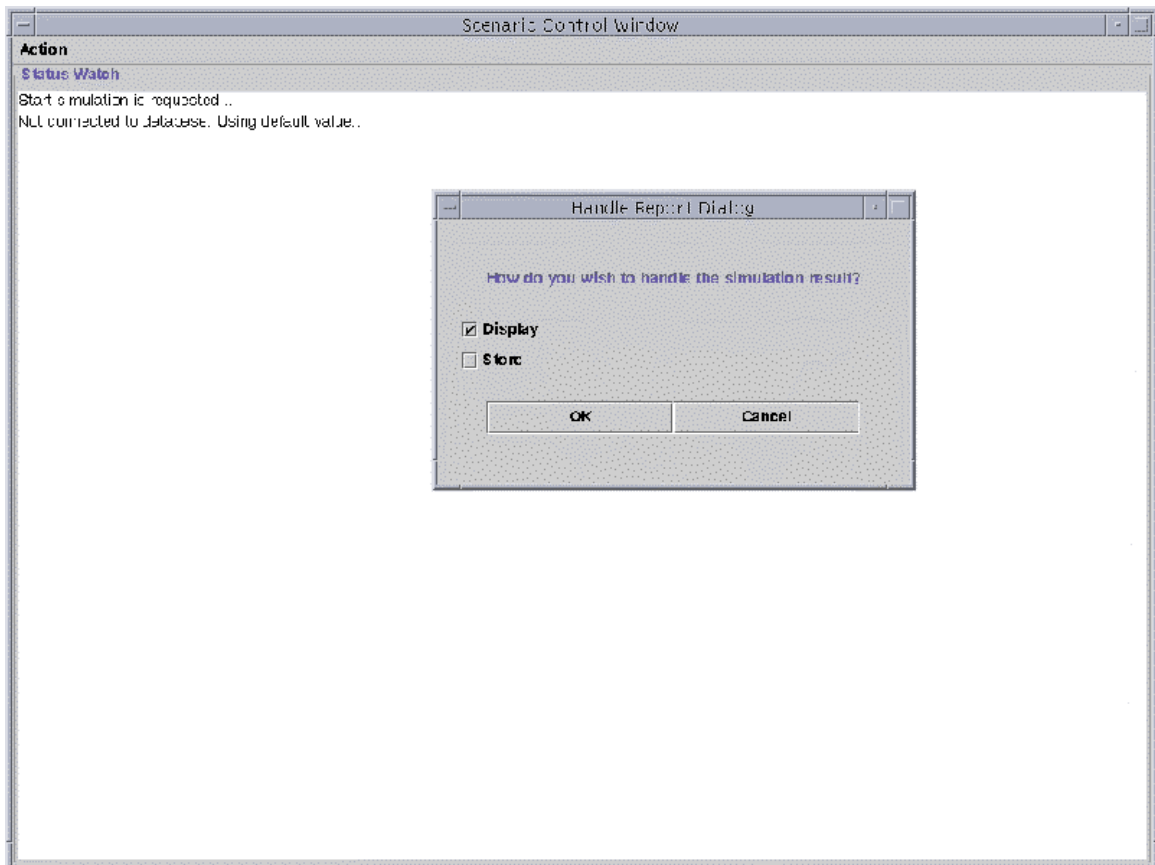 Scenario Control Window
Action
Status Watch
Start simulation is requested...
Not connected to database. Using default value..
Handle Report Dialog
How do you wish to handle the simulation result?
Display
Store
OK
Cancel